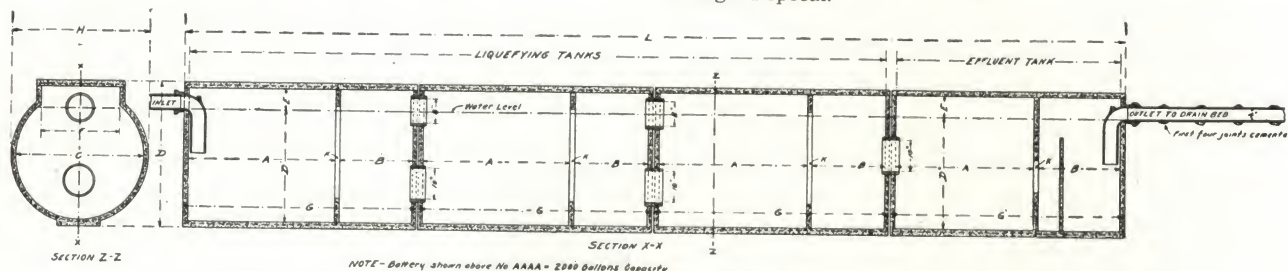 H
L
LIQUEFYING TANKS
EFFLUENT TANK
X
Z
INLET
E
Water Level
E
OUTLET TO DRAIN BED 4"
First four joints cemented
F
C
D
A
D
K
B
A
K
B
A
K
B
D
A
K
B
G
G
G
G
X
SECTION Z-Z
SECTION X-X
Z
NOTE - Battery shown above No AAAA = 2000 Gallons Capacity